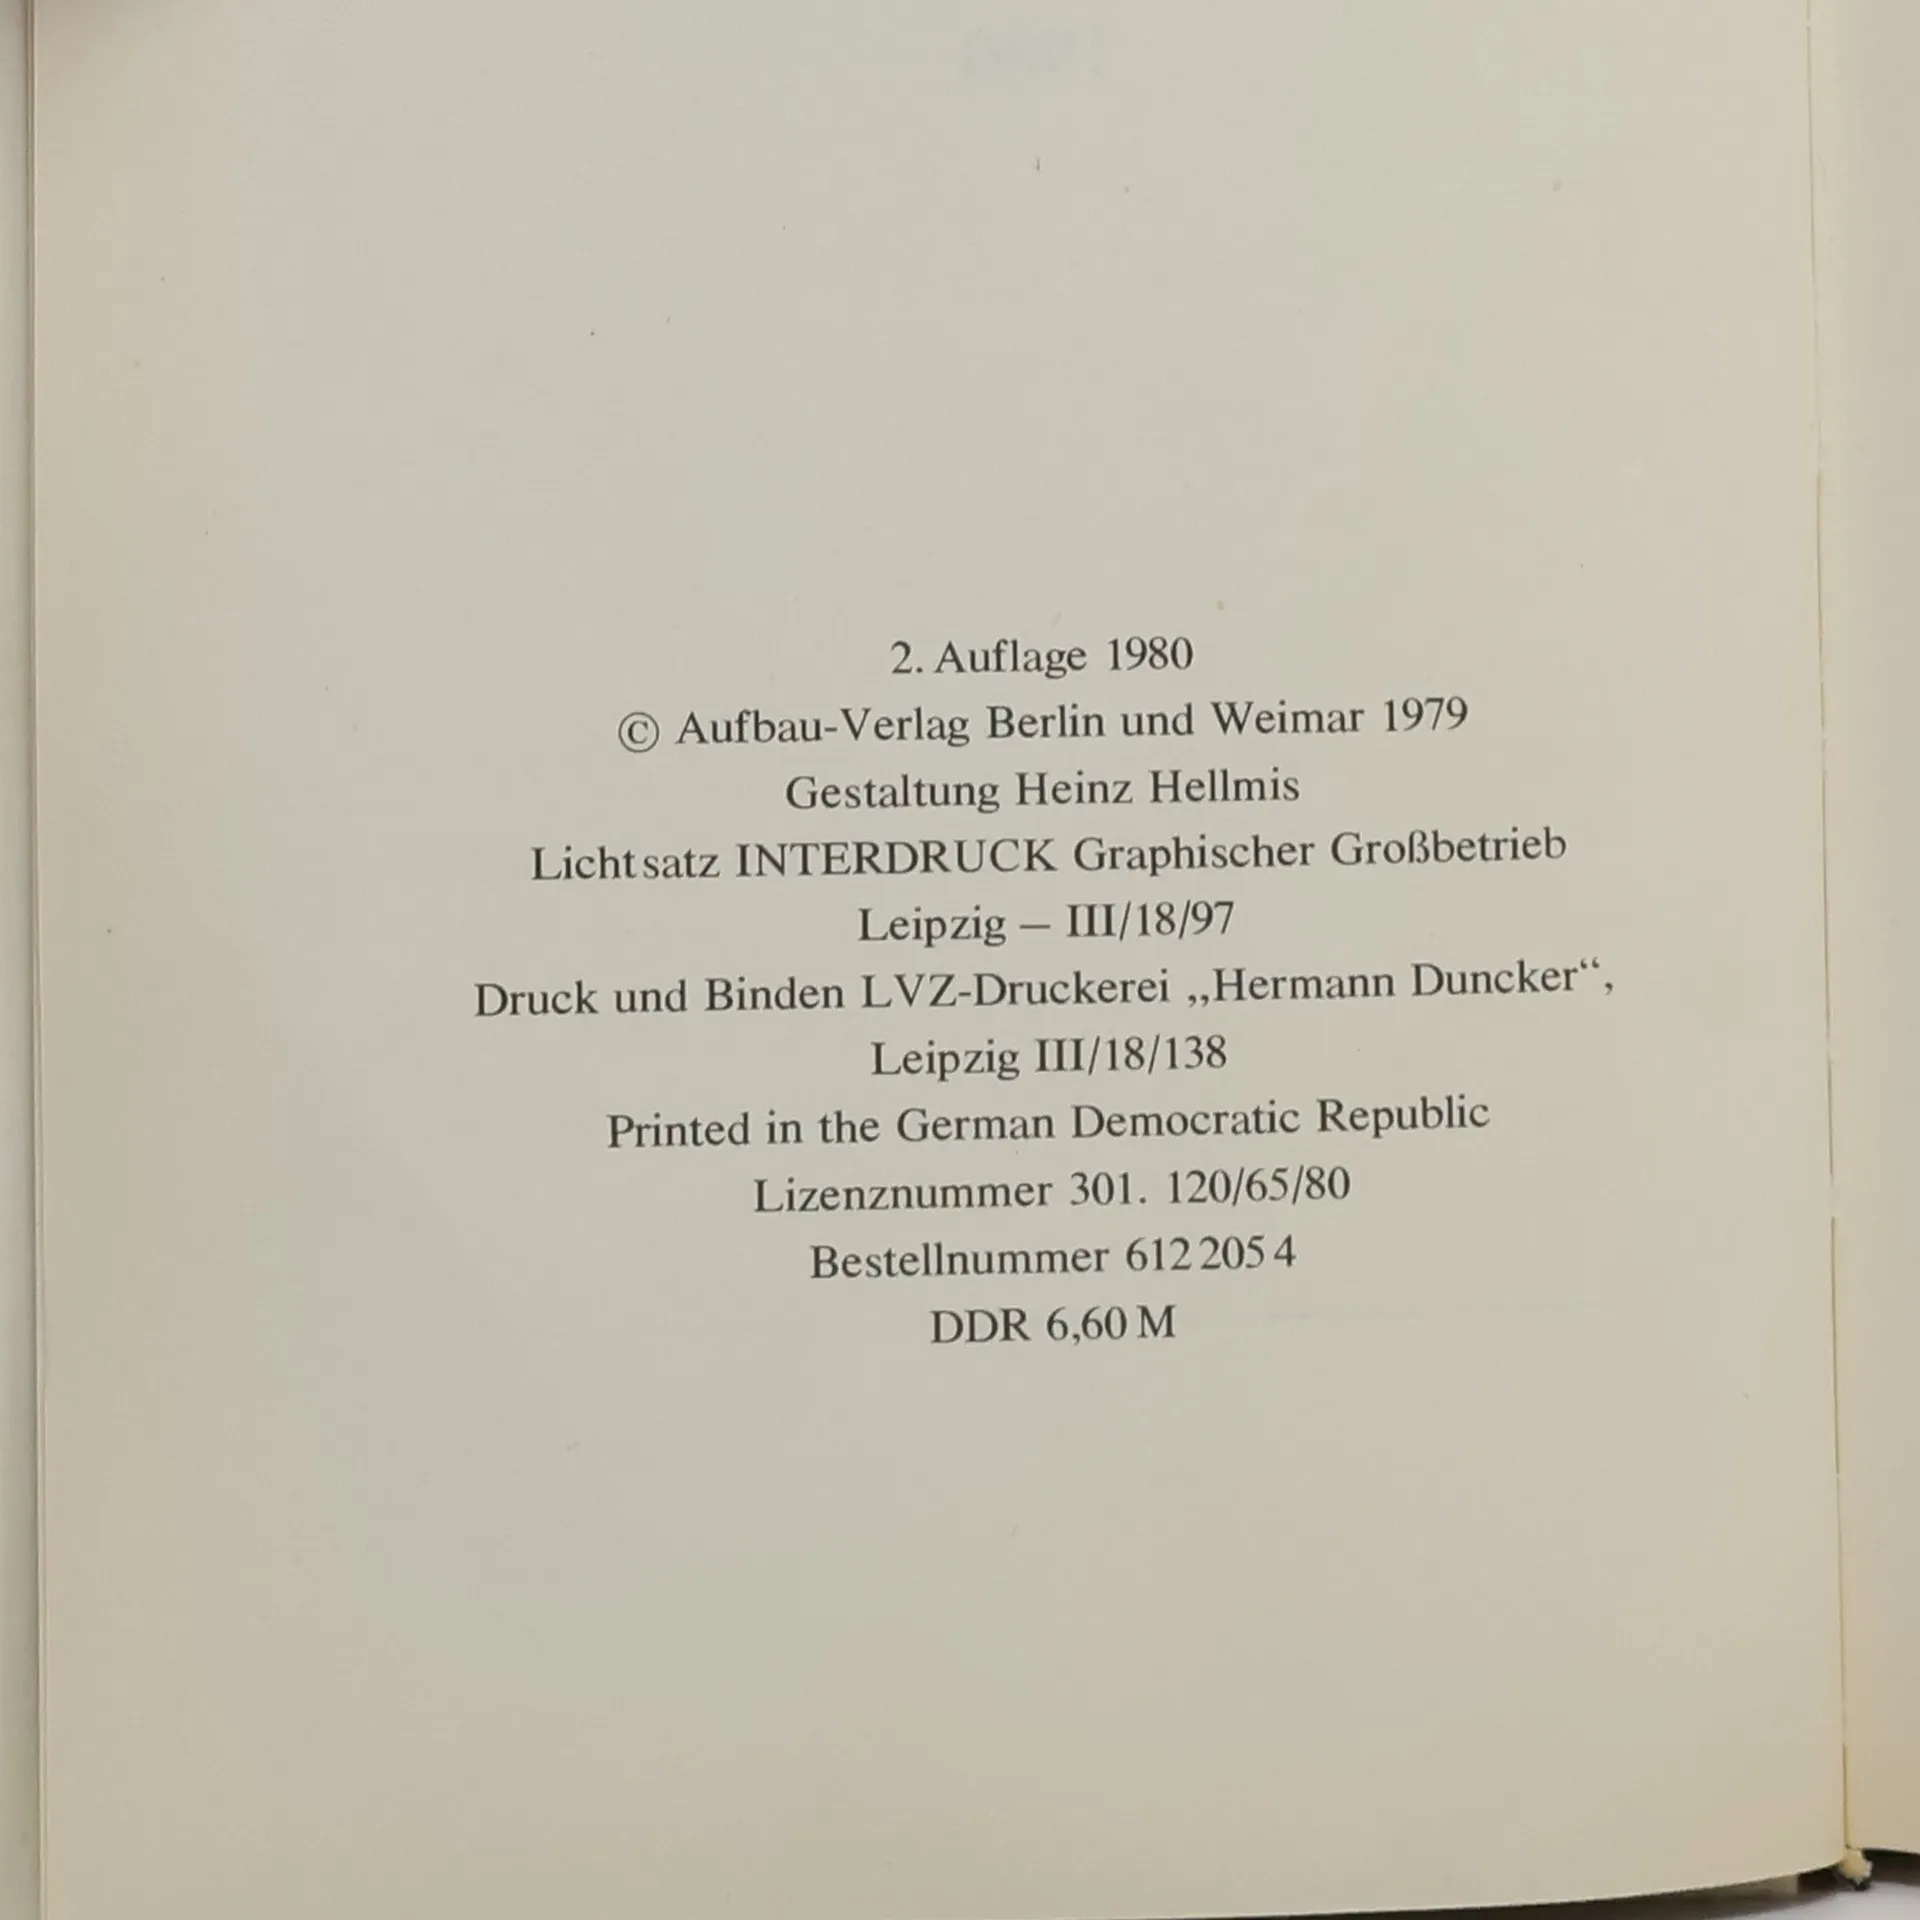 2. Auflage 1980
© Aufbau-Verlag Berlin und Weimar 1979
Gestaltung Heinz Hellmis
Lichtsatz INTERDRUCK Graphischer Großbetrieb
Leipzig – III/18/97
Druck und Binden LVZ-Druckerei „Hermann Duncker“,
Leipzig III/18/138
Printed in the German Democratic Republic
Lizenznummer 301. 120/65/80
Bestellnummer 612 205 4
DDR 6,60 M